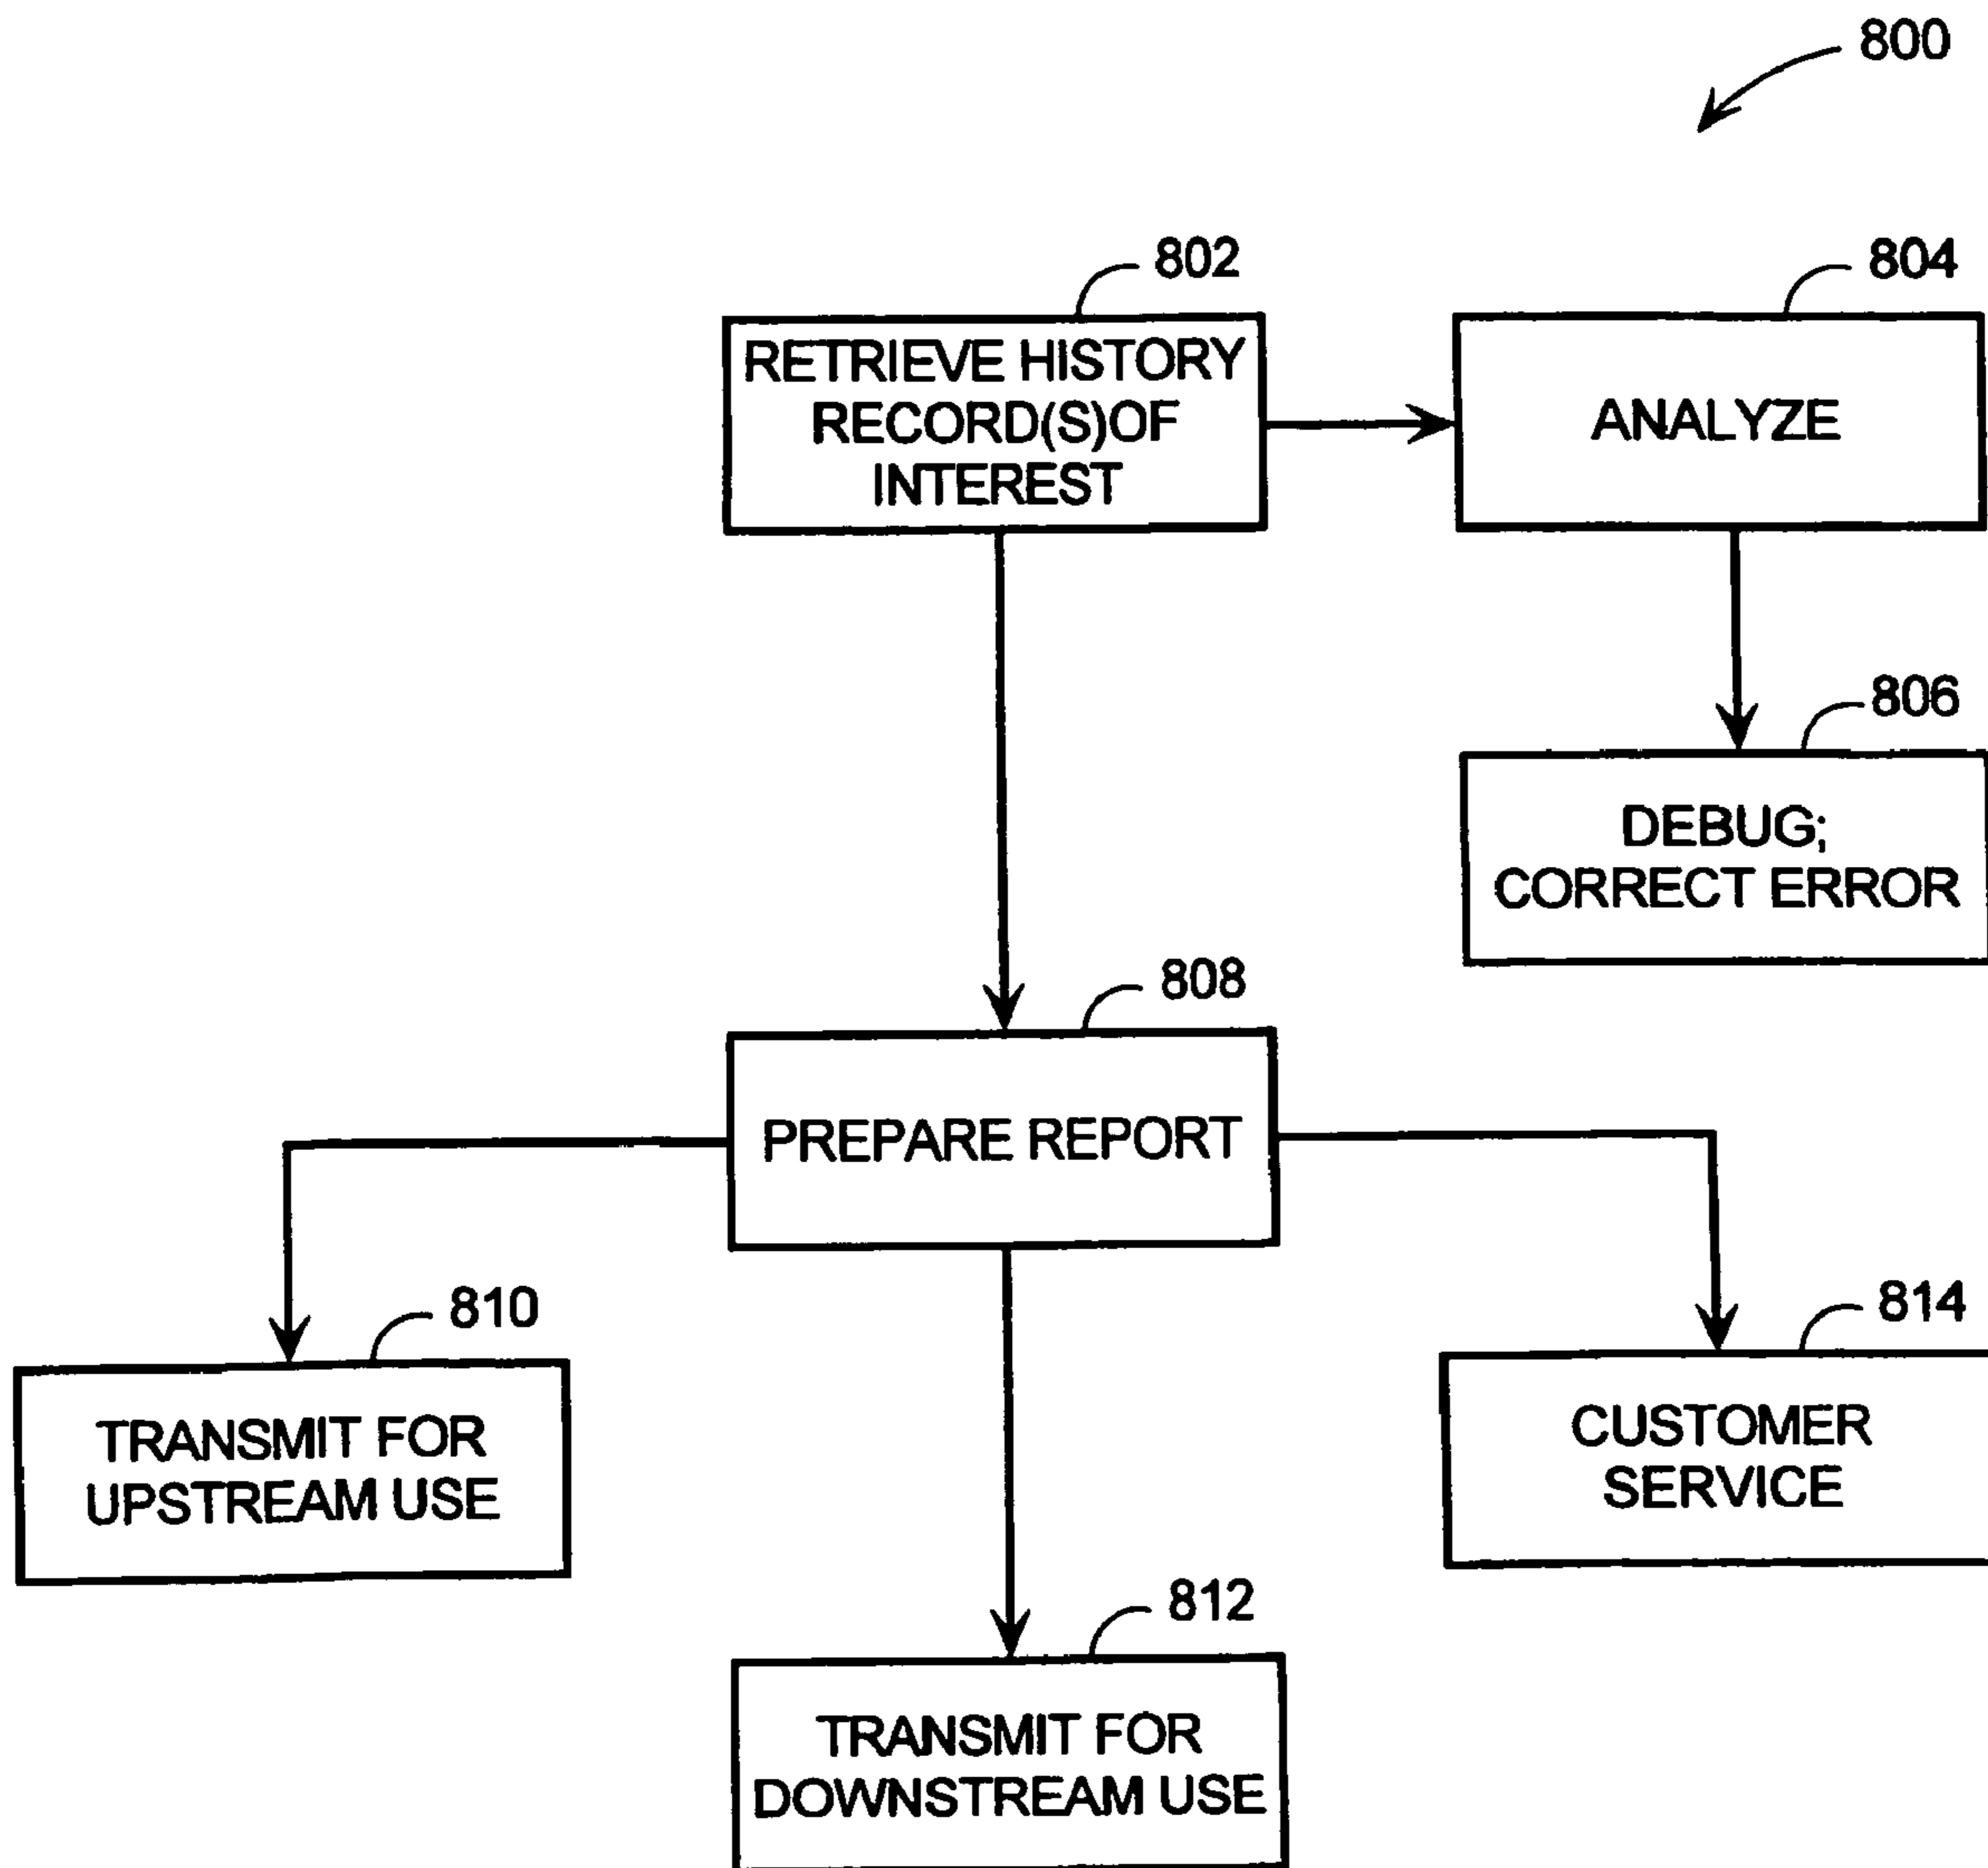 800
802
RETRIEVE HISTORY
RECORD(S)OF
INTEREST
804
ANALYZE
806
DEBUG;
CORRECT ERROR
808
PREPARE REPORT
810
TRANSMIT FOR
UPSTREAM USE
814
CUSTOMER
SERVICE
812
TRANSMIT FOR
DOWNSTREAM USE